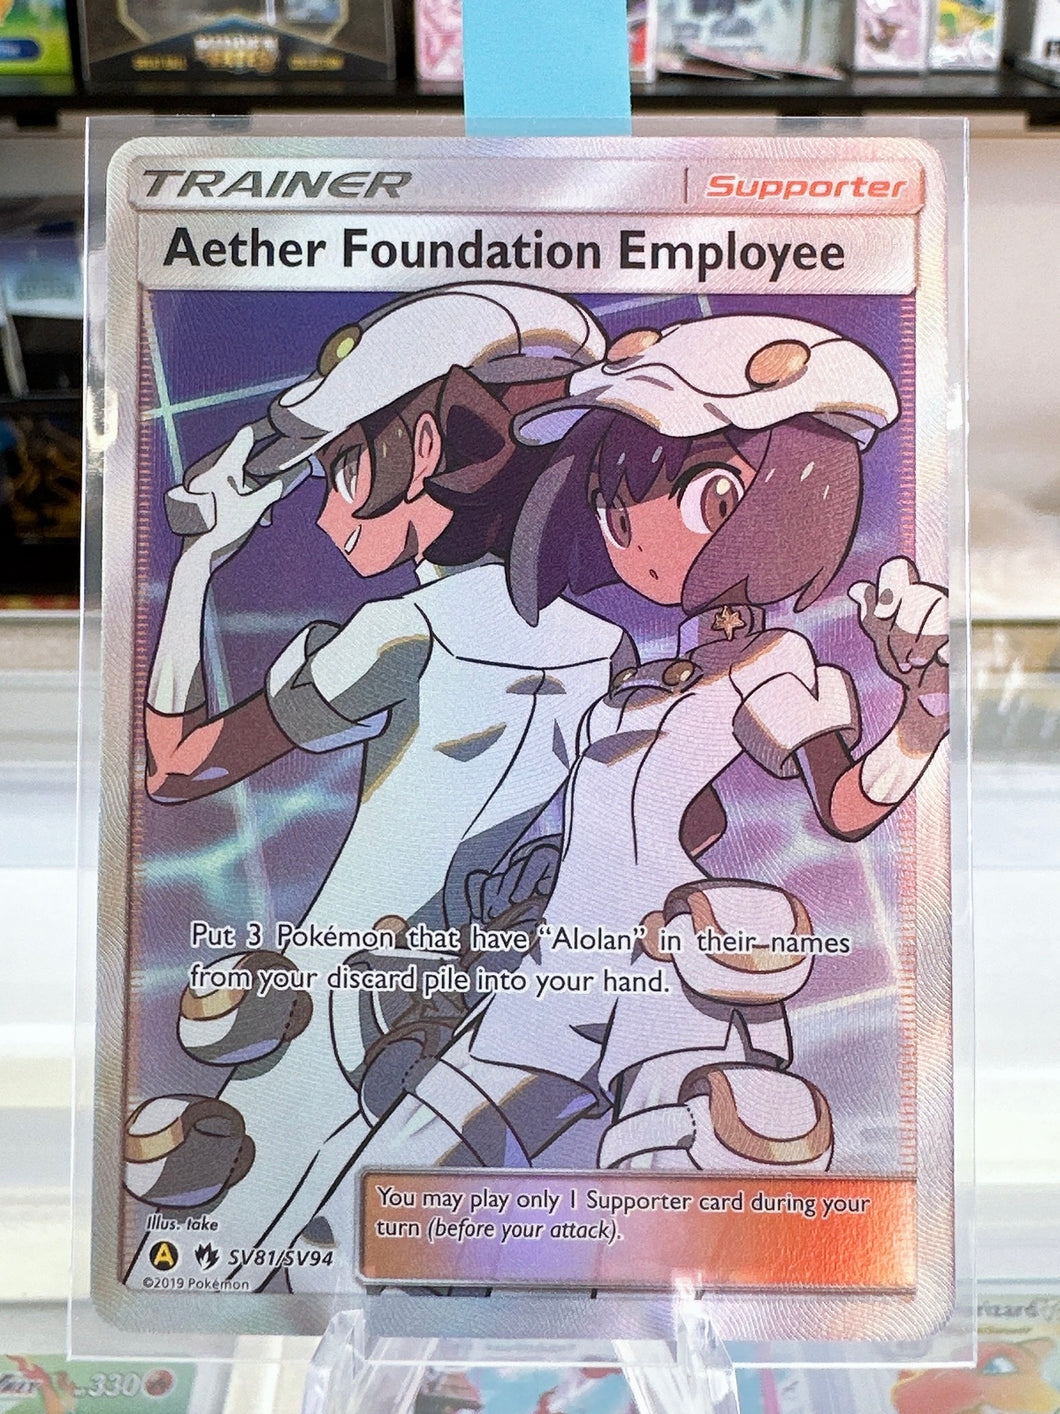 TRAINER
Supporter
Aether Foundation Employee
Put 3 Pokémon that have “Alolan” in their names
from your discard pile into your hand.
You may play only 1 Supporter card during your
turn (before your attack).
Illus. take
A SV81/SV94
©2019 Pokémon
330